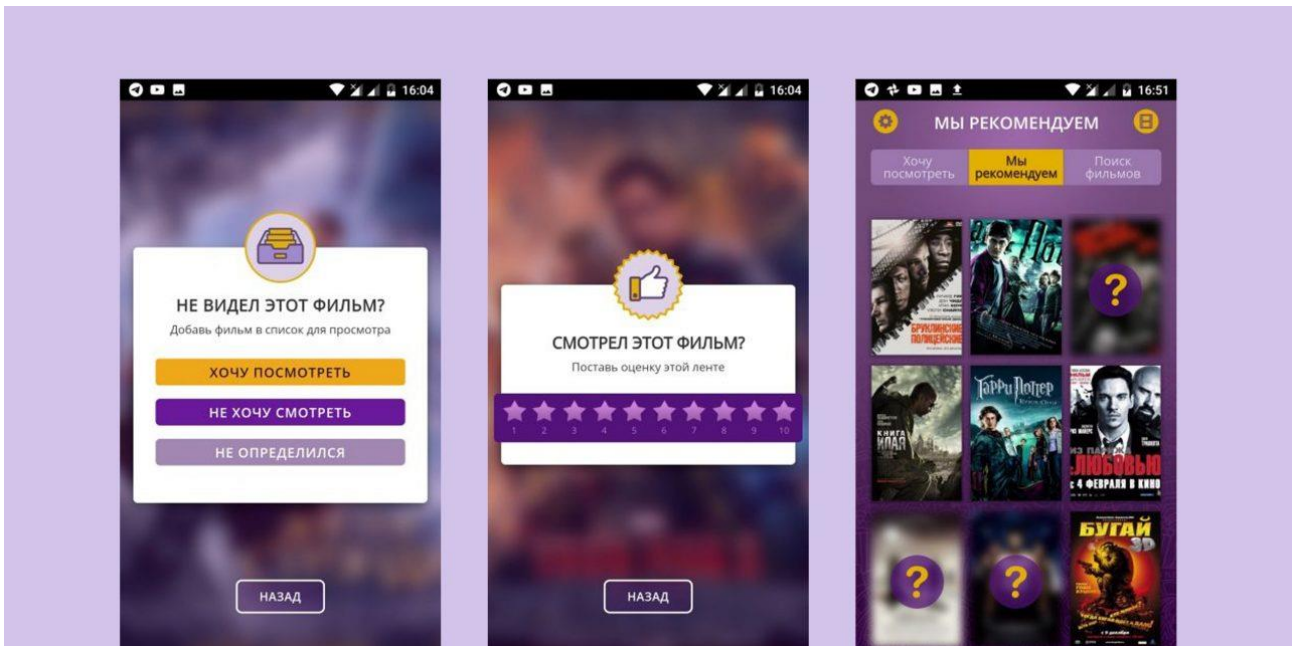 16:04
НЕ ВИДЕЛ ЭТОТ ФИЛЬМ?
Добавь фильм в список для просмотра
ХОЧУ ПОСМОТРЕТЬ
НЕ ХОЧУ СМОТРЕТЬ
НЕ ОПРЕДЕЛИЛСЯ
НАЗАД
16:04
СМОТРЕЛ ЭТОТ ФИЛЬМ?
Поставь оценку этой ленте
1 2 3 4 5 6 7 8 9 10
НАЗАД
16:51
МЫ РЕКОМЕНДУЕМ
Хочу
посмотреть
Мы
рекомендуем
Поиск
фильмов
БРУКЛИНСКИЕ
ПОЛИЦЕЙСКИЕ
КНИГА
ИЛАЯ
Гарри Поттер
ИЗ ПАРИЖА
ЛЮБОВЬЮ
С 4 ФЕВРАЛЯ В КИНО
БУГАЙ
3D